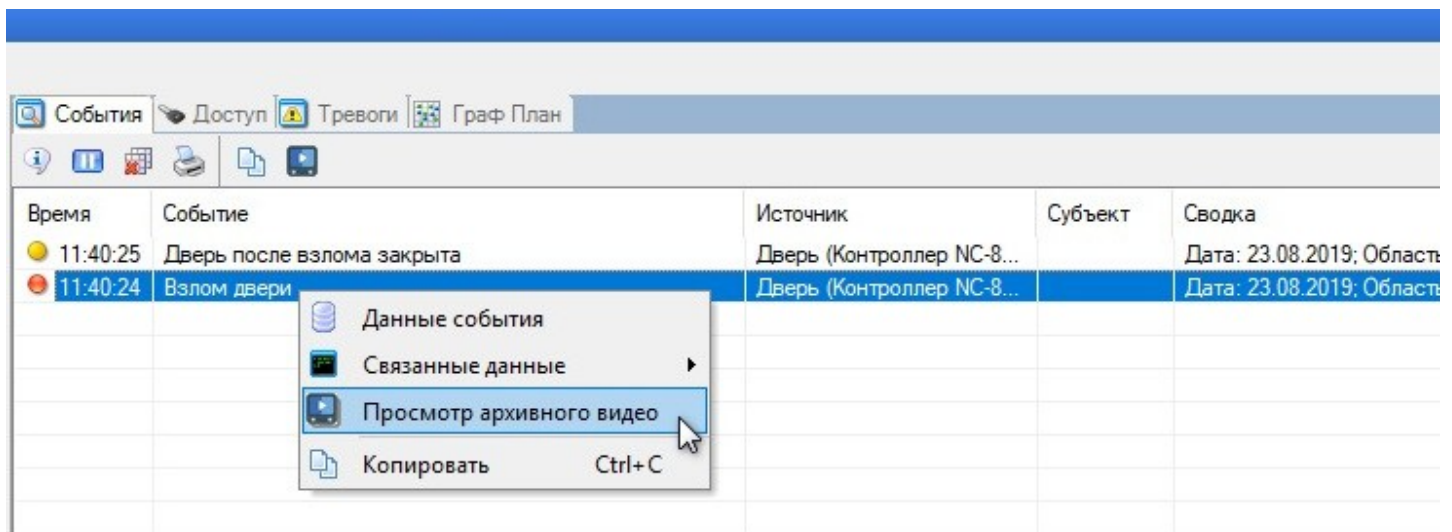 События Доступ Тревоги Граф План
Время Событие Источник Субъект Сводка
11:40:25 Дверь после взлома закрыта Дверь (Контроллер NC-8... Дата: 23.08.2019; Область
11:40:24 Взлом двери Дверь (Контроллер NC-8... Дата: 23.08.2019; Область
Данные события
Связанные данные
Просмотр архивного видео
Копировать Ctrl+C